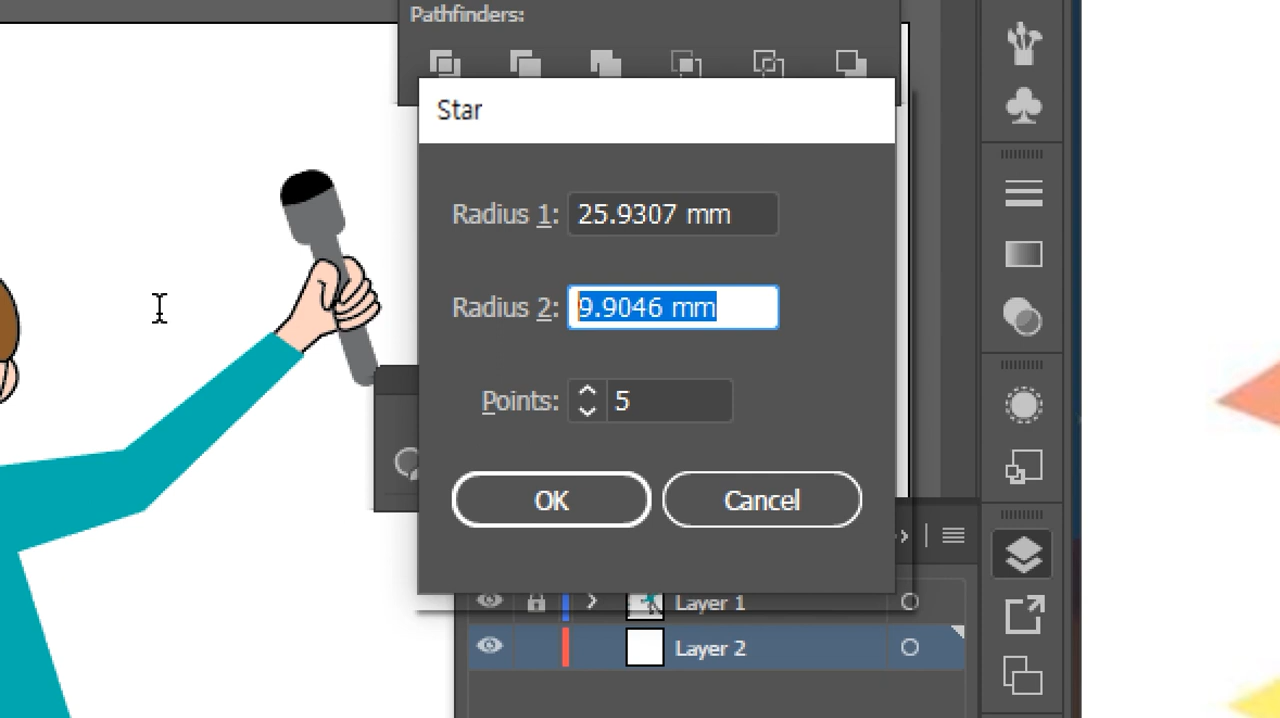 Pathfinders:
Star
Radius 1: 25.9307 mm
Radius 2: 9.9046 mm
Points: 5
OK Cancel
Layer 1
Layer 2